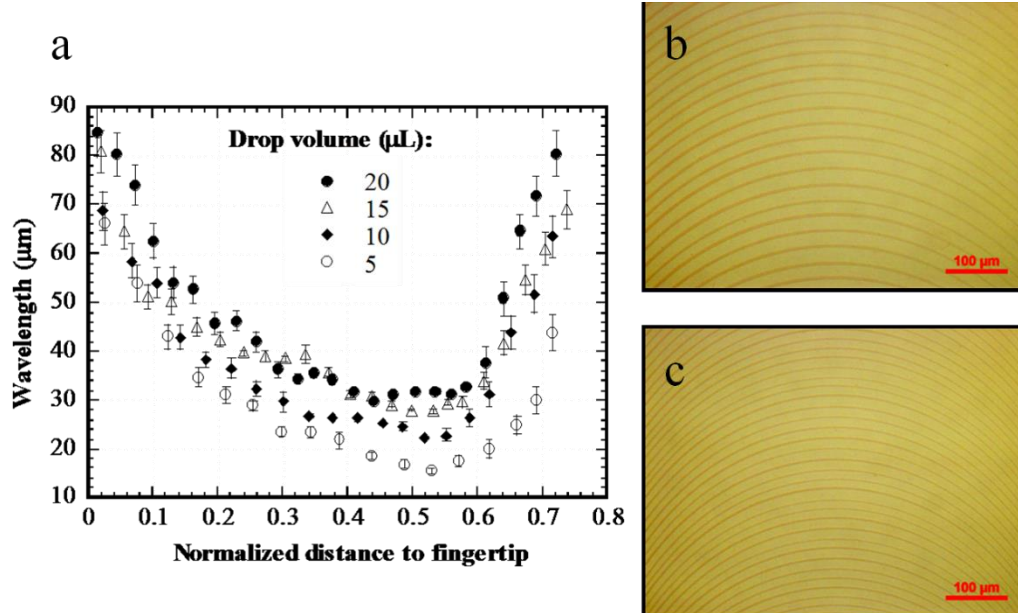 a
90
80
70
60
50
40
30
20
10
Wavelength (μm)
Drop volume (μL):
20
15
10
5
0 0.1 0.2 0.3 0.4 0.5 0.6 0.7 0.8
Normalized distance to fingertip
b
100 μm
c
100 μm